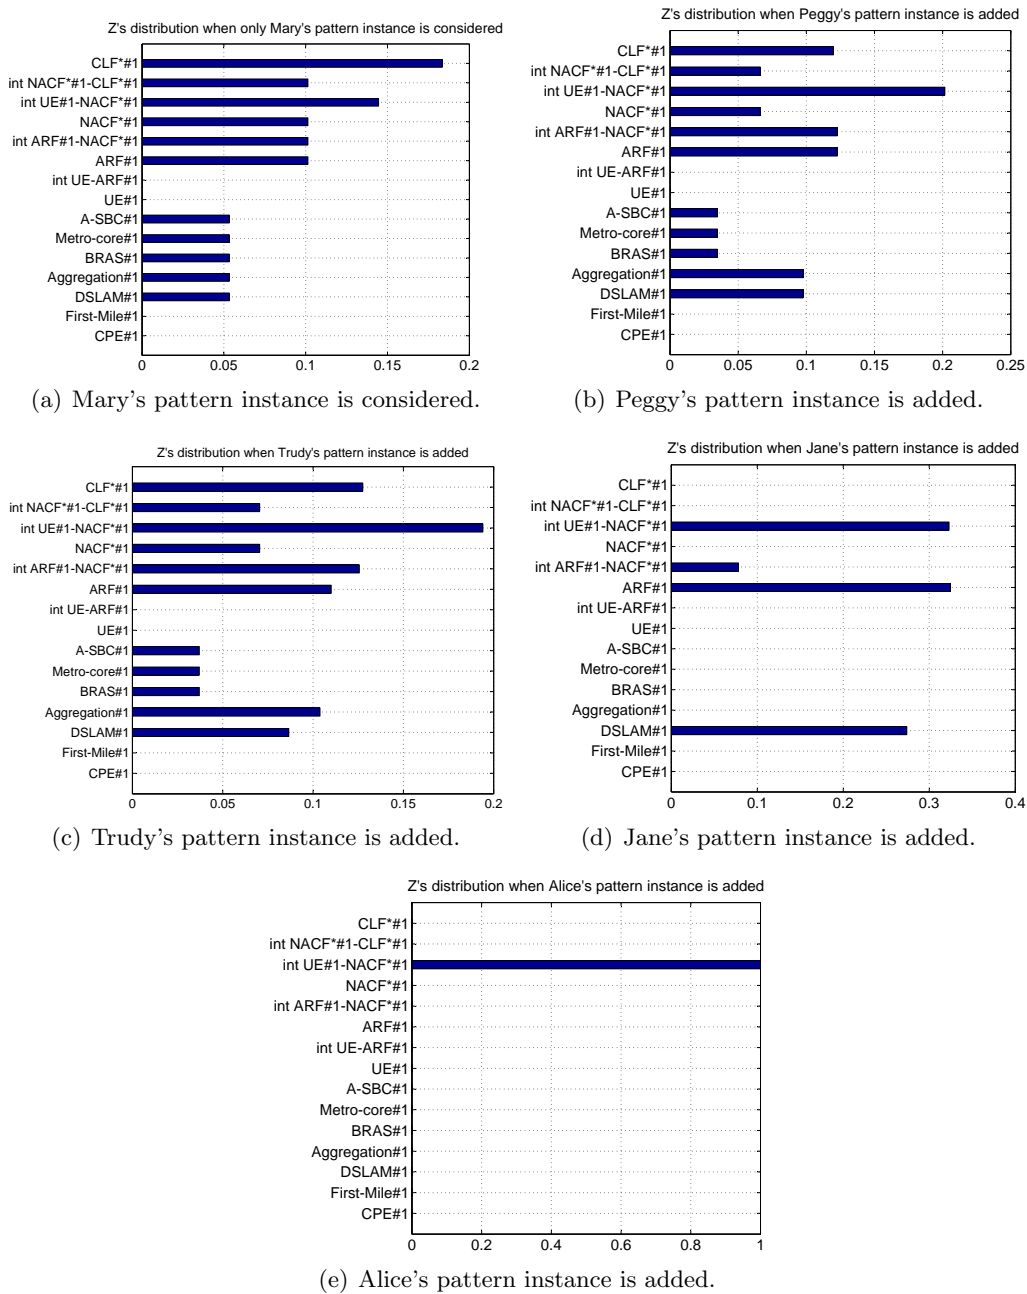 Z's distribution when only Mary's pattern instance is considered
CLF*#1
int NACF*#1-CLF*#1
int UE#1-NACF*#1
NACF*#1
int ARF#1-NACF*#1
ARF#1
int UE-ARF#1
UE#1
A-SBC#1
Metro-core#1
BRAS#1
Aggregation#1
DSLAM#1
First-Mile#1
CPE#1
0 0.05 0.1 0.15 0.2
(a) Mary's pattern instance is considered.
Z's distribution when Peggy's pattern instance is added
CLF*#1
int NACF*#1-CLF*#1
int UE#1-NACF*#1
NACF*#1
int ARF#1-NACF*#1
ARF#1
int UE-ARF#1
UE#1
A-SBC#1
Metro-core#1
BRAS#1
Aggregation#1
DSLAM#1
First-Mile#1
CPE#1
0 0.05 0.1 0.15 0.2 0.25
(b) Peggy's pattern instance is added.
Z's distribution when Trudy's pattern instance is added
CLF*#1
int NACF*#1-CLF*#1
int UE#1-NACF*#1
NACF*#1
int ARF#1-NACF*#1
ARF#1
int UE-ARF#1
UE#1
A-SBC#1
Metro-core#1
BRAS#1
Aggregation#1
DSLAM#1
First-Mile#1
CPE#1
0 0.05 0.1 0.15 0.2
(c) Trudy's pattern instance is added.
Z's distribution when Jane's pattern instance is added
CLF*#1
int NACF*#1-CLF*#1
int UE#1-NACF*#1
NACF*#1
int ARF#1-NACF*#1
ARF#1
int UE-ARF#1
UE#1
A-SBC#1
Metro-core#1
BRAS#1
Aggregation#1
DSLAM#1
First-Mile#1
CPE#1
0 0.1 0.2 0.3 0.4
(d) Jane's pattern instance is added.
Z's distribution when Alice's pattern instance is added
CLF*#1
int NACF*#1-CLF*#1
int UE#1-NACF*#1
NACF*#1
int ARF#1-NACF*#1
ARF#1
int UE-ARF#1
UE#1
A-SBC#1
Metro-core#1
BRAS#1
Aggregation#1
DSLAM#1
First-Mile#1
CPE#1
0 0.2 0.4 0.6 0.8 1
(e) Alice's pattern instance is added.